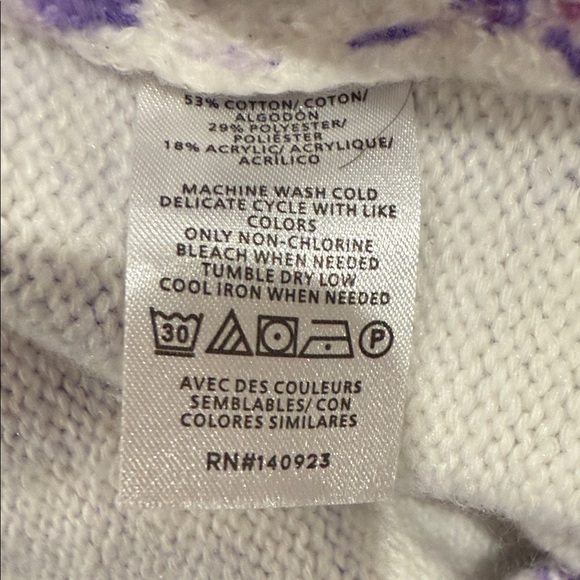 53% COTTON/ COTON/
ALGODÓN
29% POLYESTER/
POLIÉSTER
18% ACRYLIC/ ACRYLIQUE/
ACRÍLICO
MACHINE WASH COLD
DELICATE CYCLE WITH LIKE
COLORS
ONLY NON-CHLORINE
BLEACH WHEN NEEDED
TUMBLE DRY LOW
COOL IRON WHEN NEEDED
30 P
AVEC DES COULEURS
SEMBLABLES/ CON
COLORES SIMILARES
RN#140923